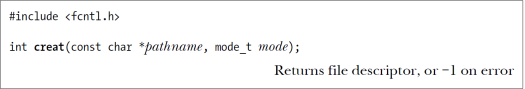 #include <fcntl.h>
int creat(const char *pathname, mode_t mode);
Returns file descriptor, or –1 on error